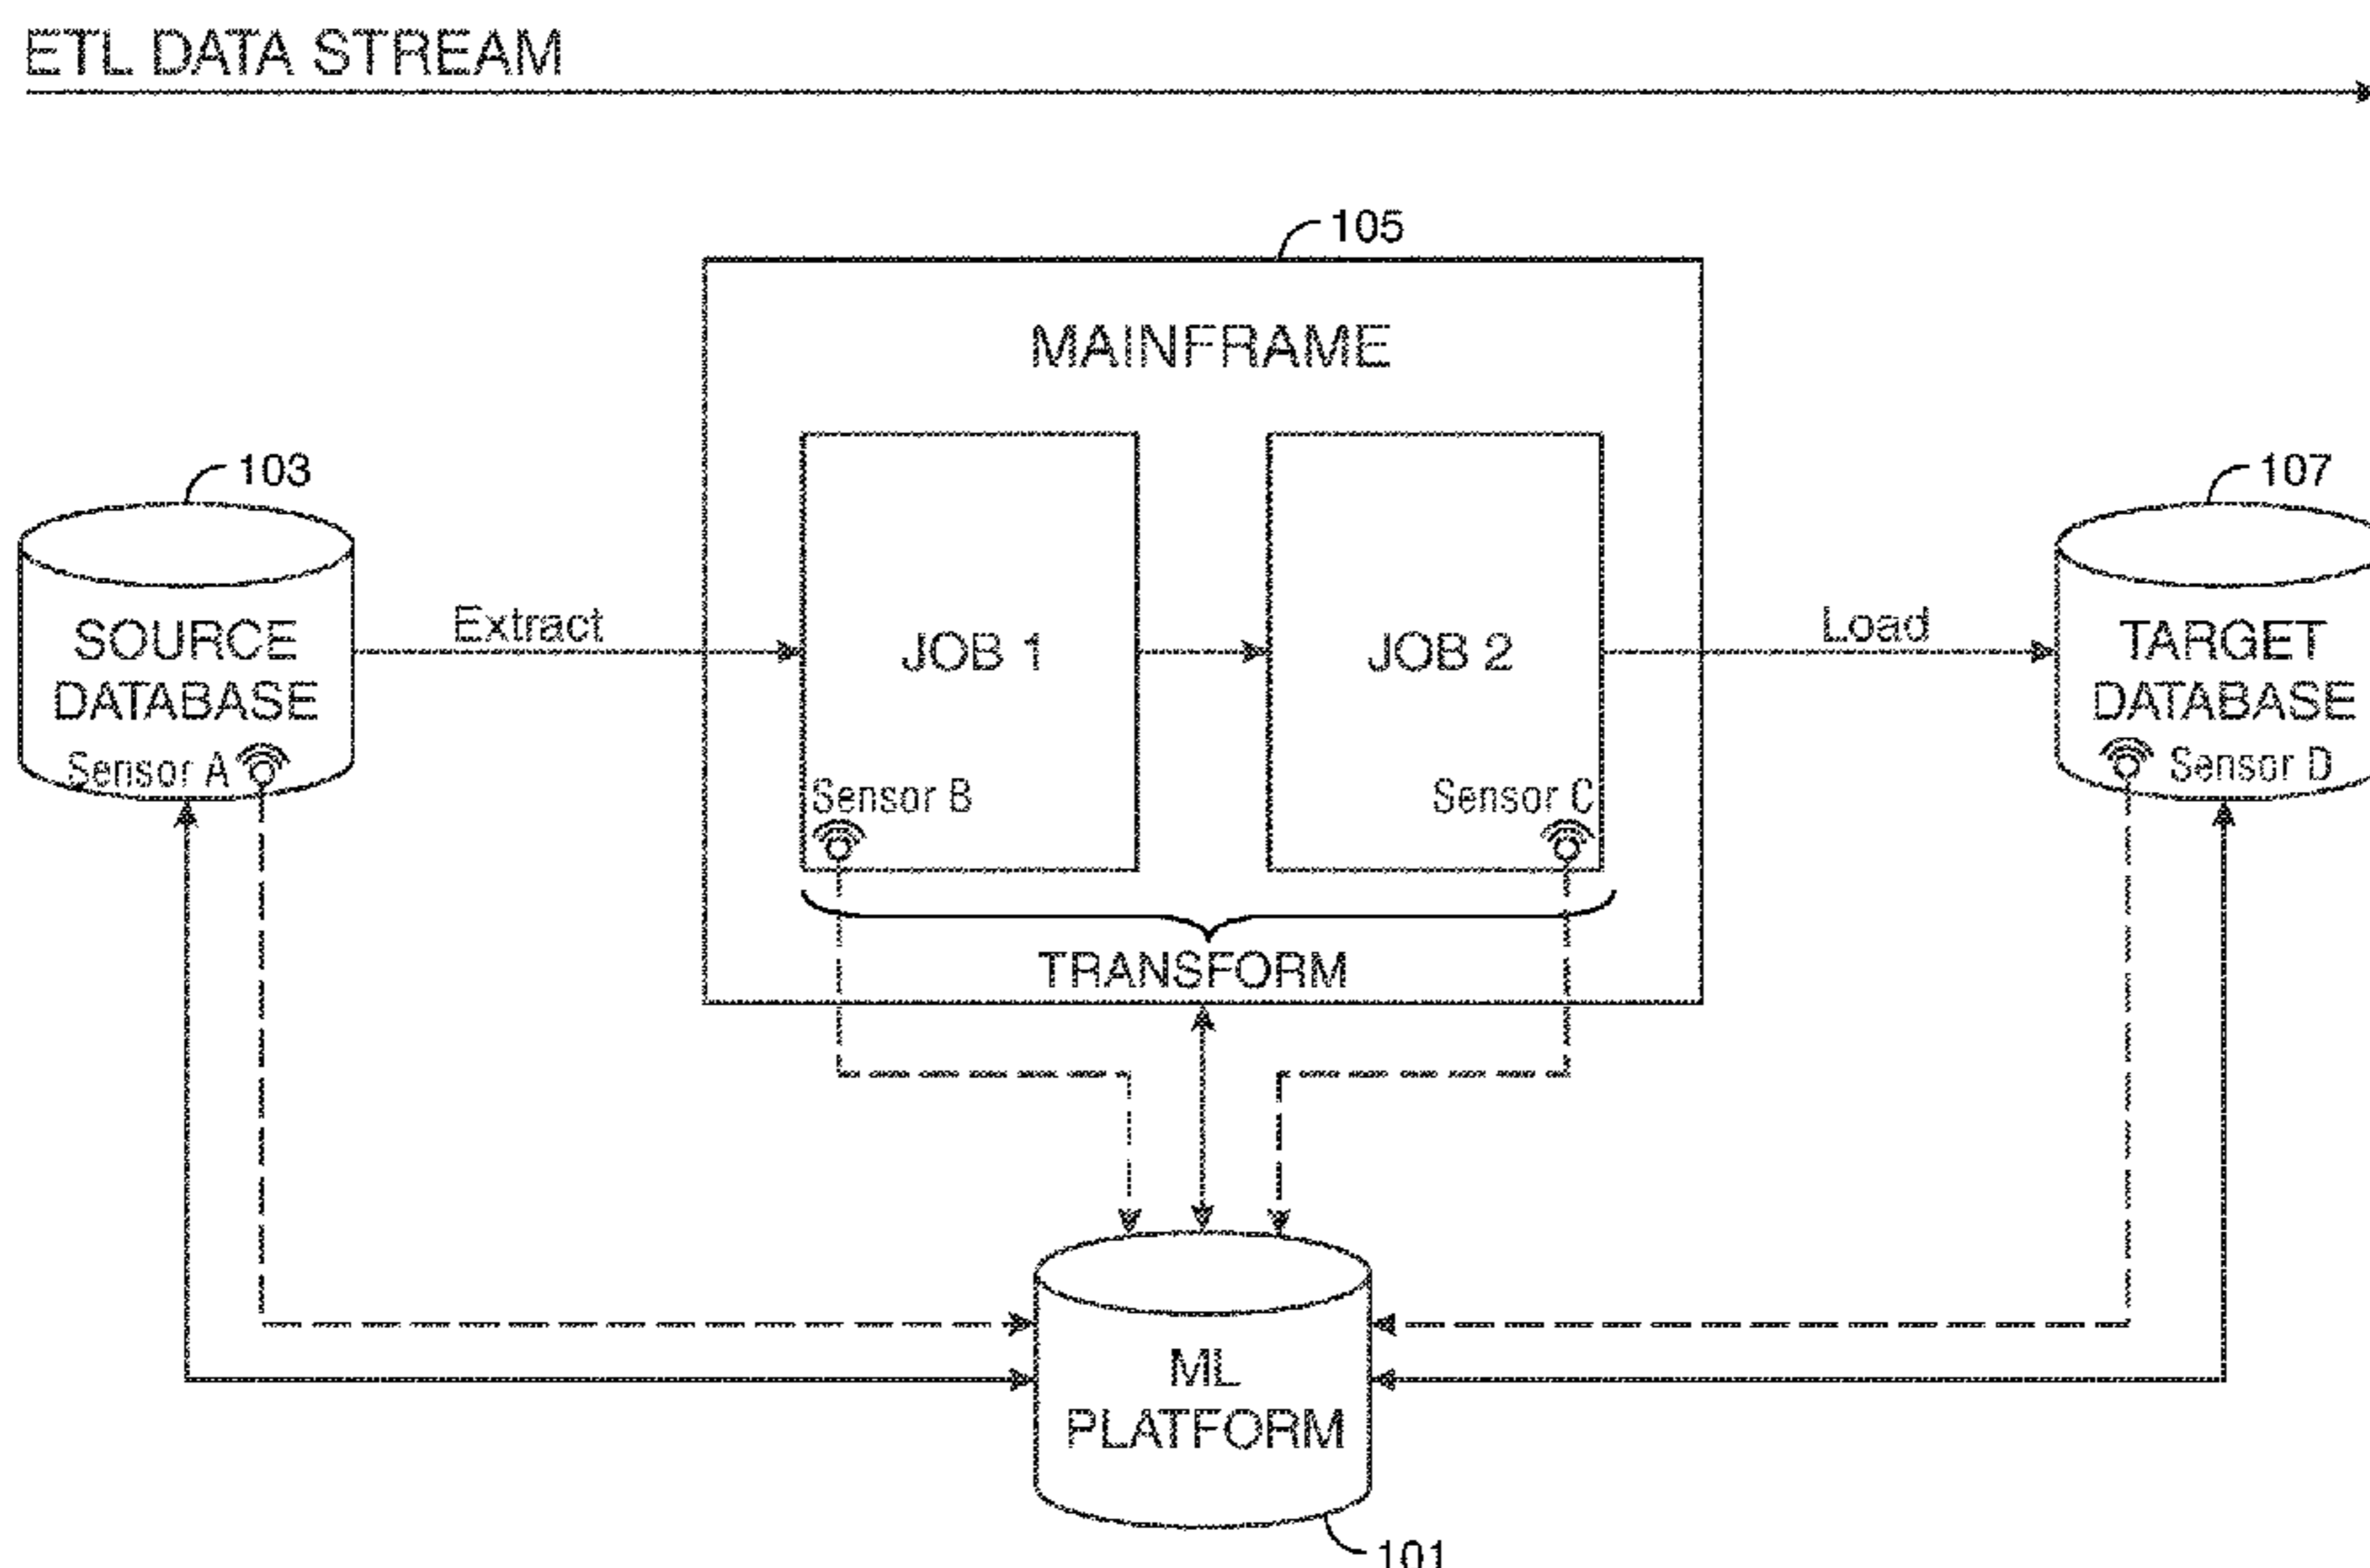 ETL DATA STREAM
105
MAINFRAME
103
107
SOURCE
DATABASE
Sensor A
Extract
JOB 1
Sensor B
JOB 2
Sensor C
Load
TARGET
DATABASE
Sensor D
TRANSFORM
ML
PLATFORM
101